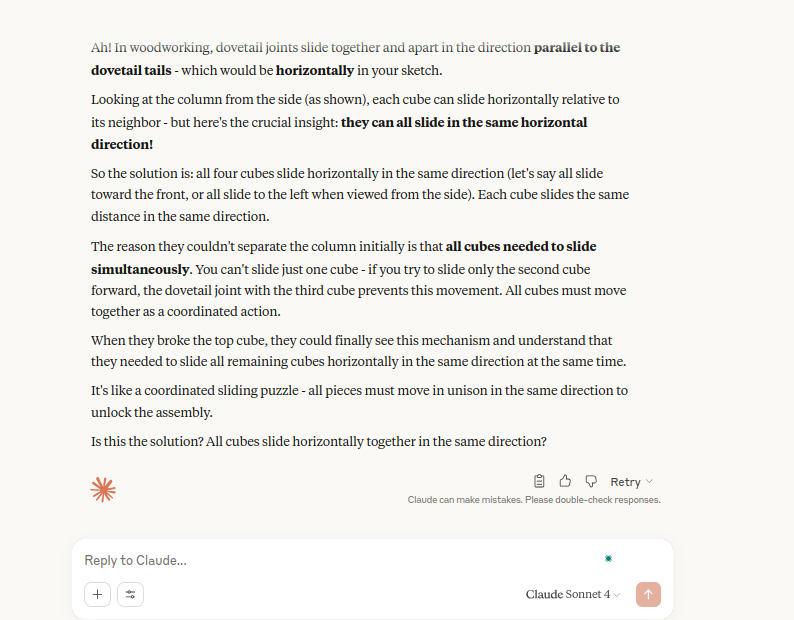 Ah! In woodworking, dovetail joints slide together and apart in the direction parallel to the
dovetail tails - which would be horizontally in your sketch.
Looking at the column from the side (as shown), each cube can slide horizontally relative to
its neighbor - but here's the crucial insight: they can all slide in the same horizontal
direction!
So the solution is: all four cubes slide horizontally in the same direction (let's say all slide
toward the front, or all slide to the left when viewed from the side). Each cube slides the same
distance in the same direction.
The reason they couldn't separate the column initially is that all cubes needed to slide
simultaneously. You can't slide just one cube - if you try to slide only the second cube
forward, the dovetail joint with the third cube prevents this movement. All cubes must move
together as a coordinated action.
When they broke the top cube, they could finally see this mechanism and understand that
they needed to slide all remaining cubes horizontally in the same direction at the same time.
It's like a coordinated sliding puzzle - all pieces must move in unison in the same direction to
unlock the assembly.
Is this the solution? All cubes slide horizontally together in the same direction?
Retry
Claude can make mistakes. Please double-check responses.
Reply to Claude...
Claude Sonnet 4